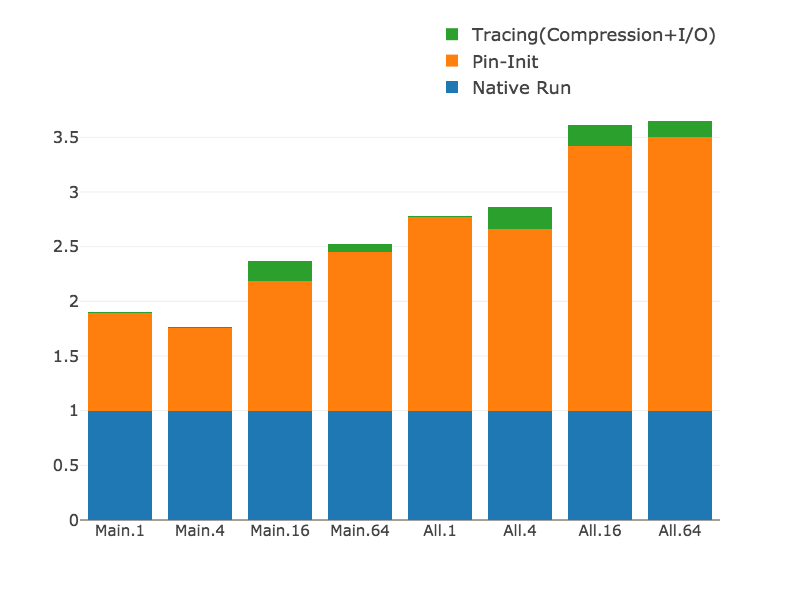 Tracing(Compression+I/O)
Pin-Init
Native Run
3.5
3
2.5
2
1.5
1
0.5
0
Main.1 Main.4 Main.16 Main.64 All.1 All.4 All.16 All.64